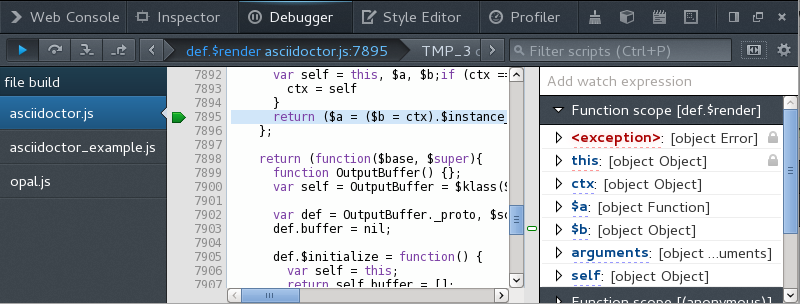 Web Console Inspector Debugger Style Editor Profiler
def.$render asciidoctor.js:7895 TMP_3 Filter scripts (Ctrl+P)
file build
asciidoctor.js
asciidoctor_example.js
opal.js
7892 var self = this, $a, $b;if (ctx ==
7893 ctx = self
7894 }
7895 return ($a = ($b = ctx).$instance_
7896 };
7897
7898 return (function($base, $super){
7899 function OutputBuffer() {};
7900 var self = OutputBuffer = $klass($
7901
7902 var def = OutputBuffer._proto, $sc
7903 def.buffer = nil;
7904
7905 def.$initialize = function() {
7906 var self = this;
7907 return self.buffer = [];
Add watch expression
Function scope [def.$render]
<exception>: [object Error]
this: [object Object]
ctx: [object Object]
$a: [object Function]
$b: [object Object]
arguments: [object …uments]
self: [object Object]
Function scope [(anonymous)]